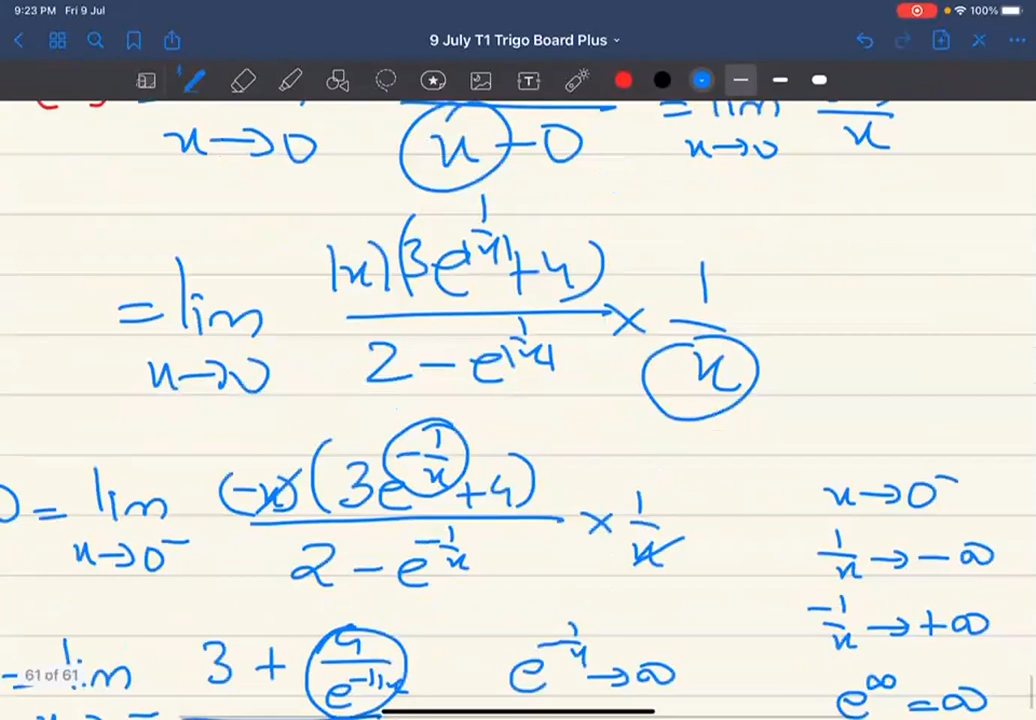 9:23 PM Fri 9 Jul 100%
9 July T1 Trigo Board Plus
x→0 x-0 = lim x→0 x
= lim x→0 |x|(3e^(1/|x|)+4) / 2-e^(1/|x|) × 1/x
0 = lim x→0⁻ (-x)(3e^(-1/x)+4) / 2-e^(-1/x) × 1/x
x→0⁻
1/x → -∞
-1/x → +∞
61 of 61
lim 3 + 4/e^(-1/x)
e^(-1/x) → ∞
e^∞ = ∞